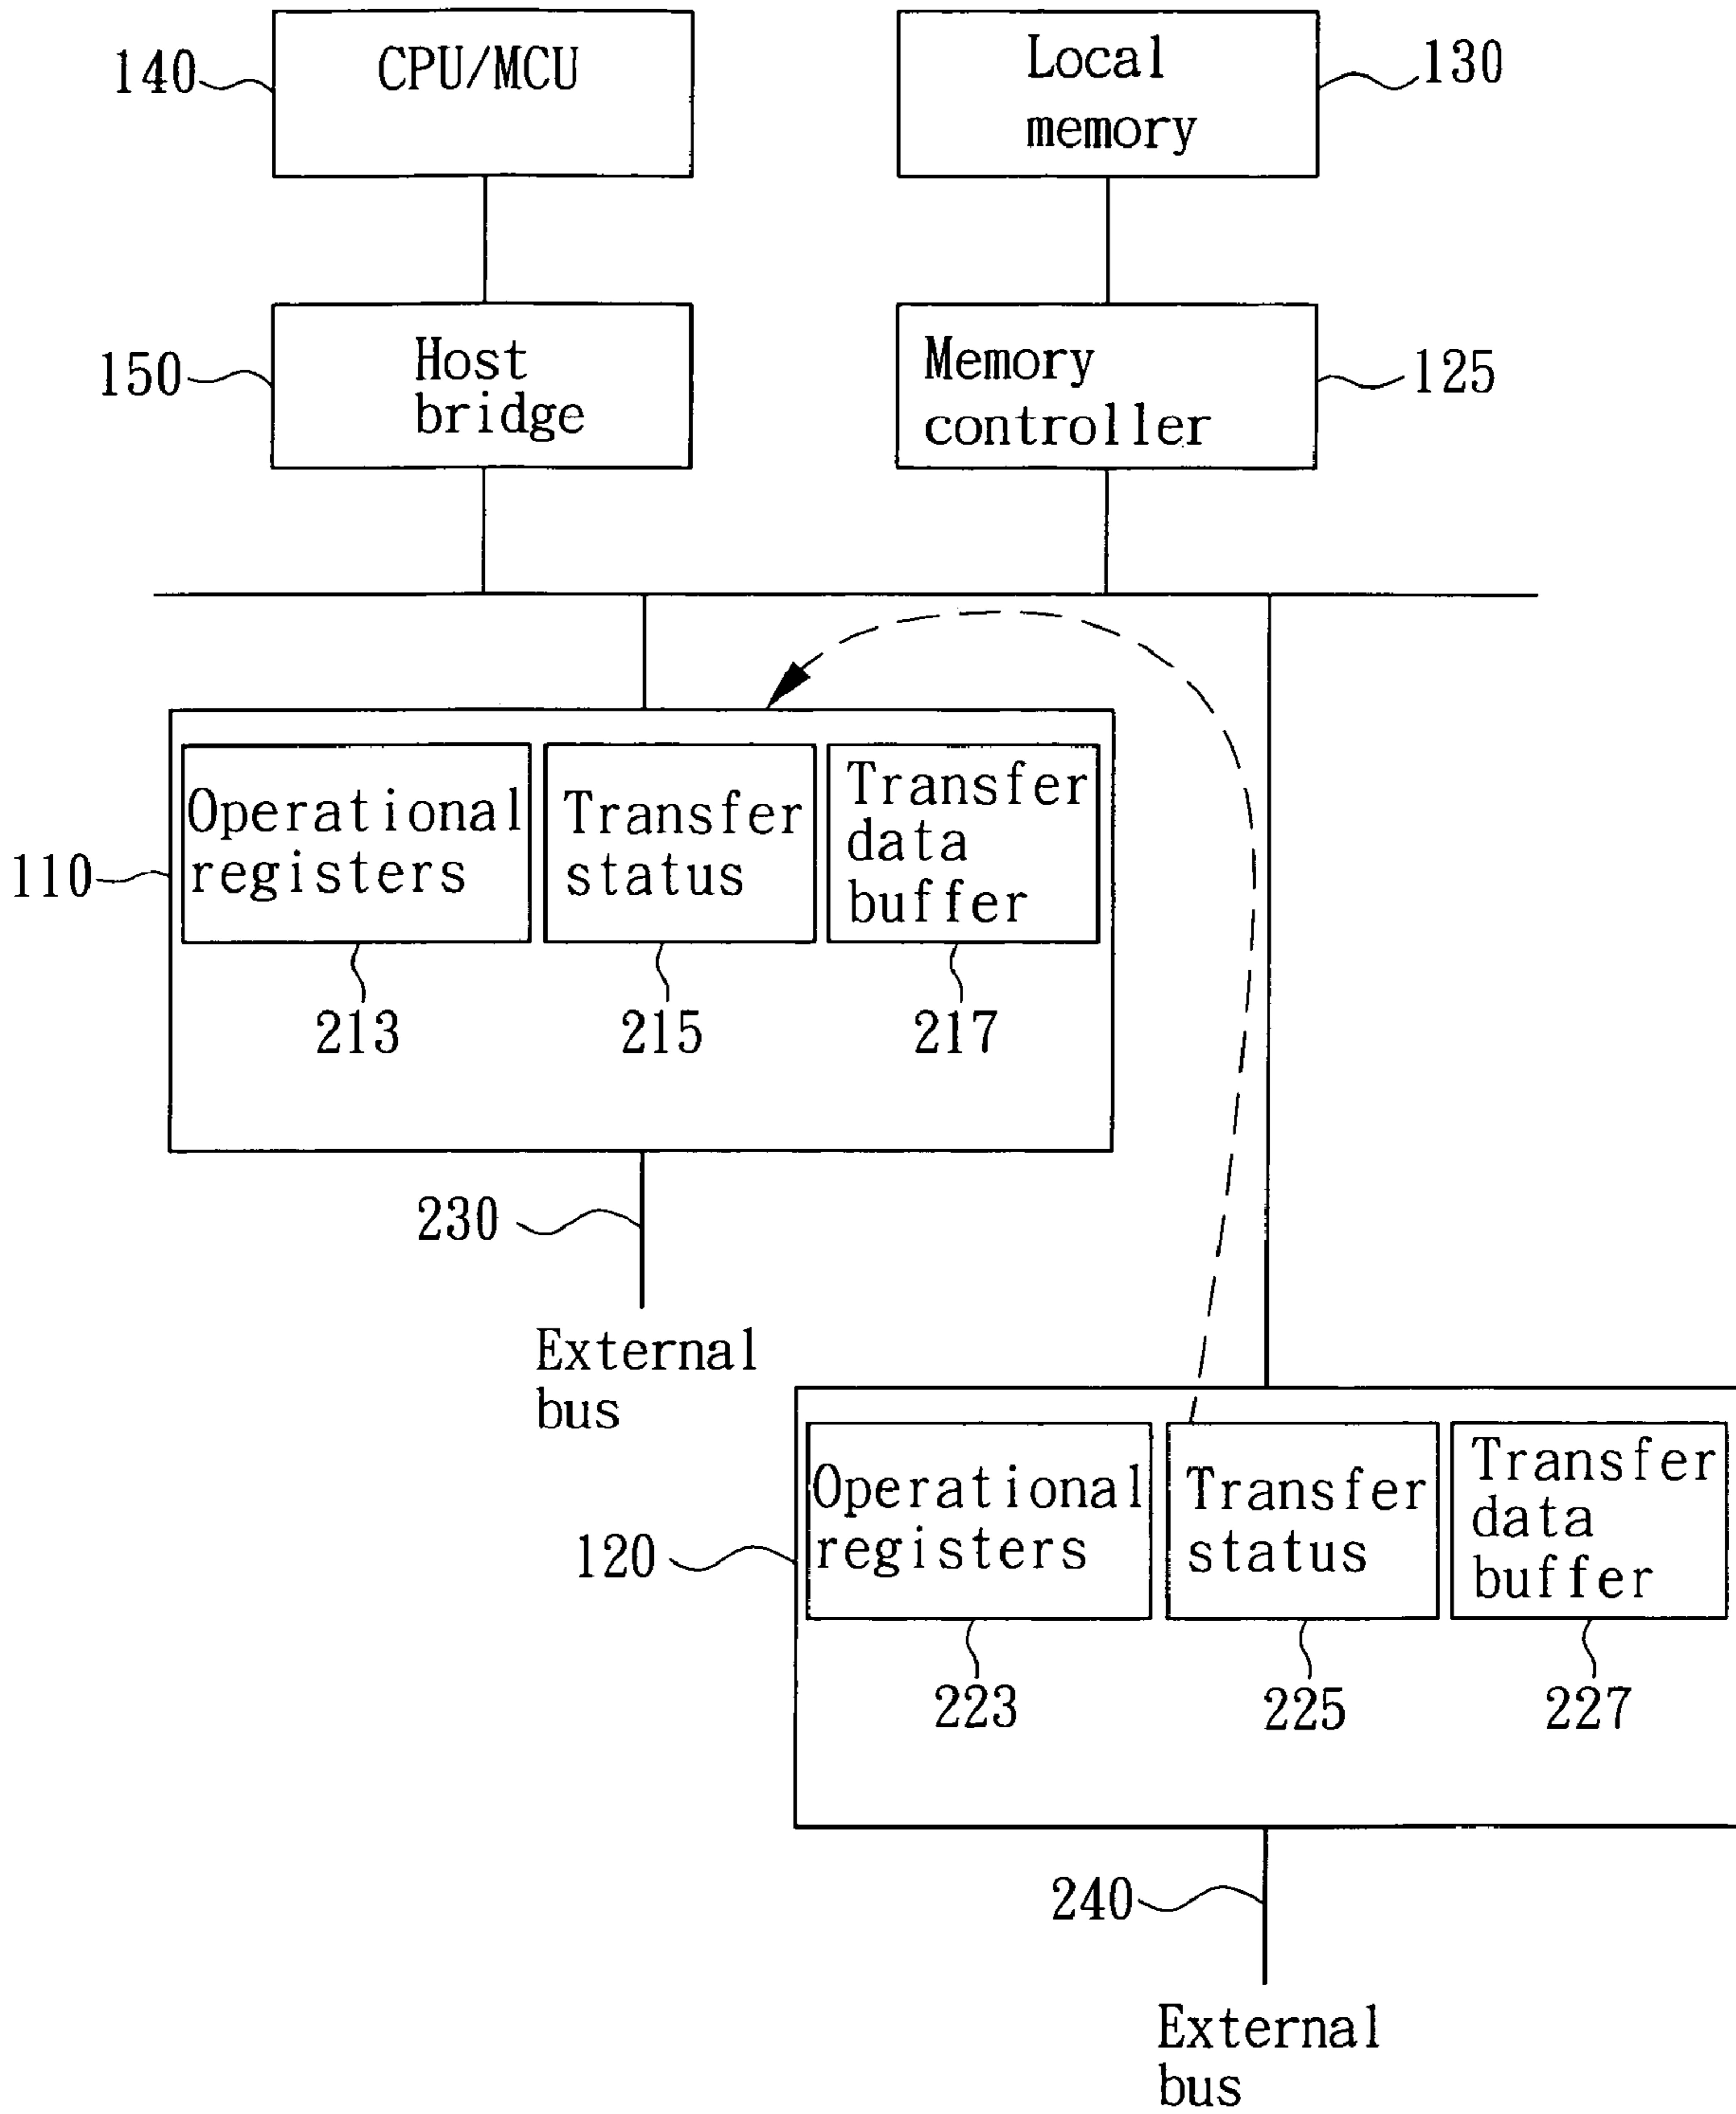 140
CPU/MCU
Local
memory
130
150
Host
bridge
Memory
controller
125
110
Operational
registers
Transfer
status
Transfer
data
buffer
213
215
217
230
External
bus
120
Operational
registers
Transfer
status
Transfer
data
buffer
223
225
227
240
External
bus